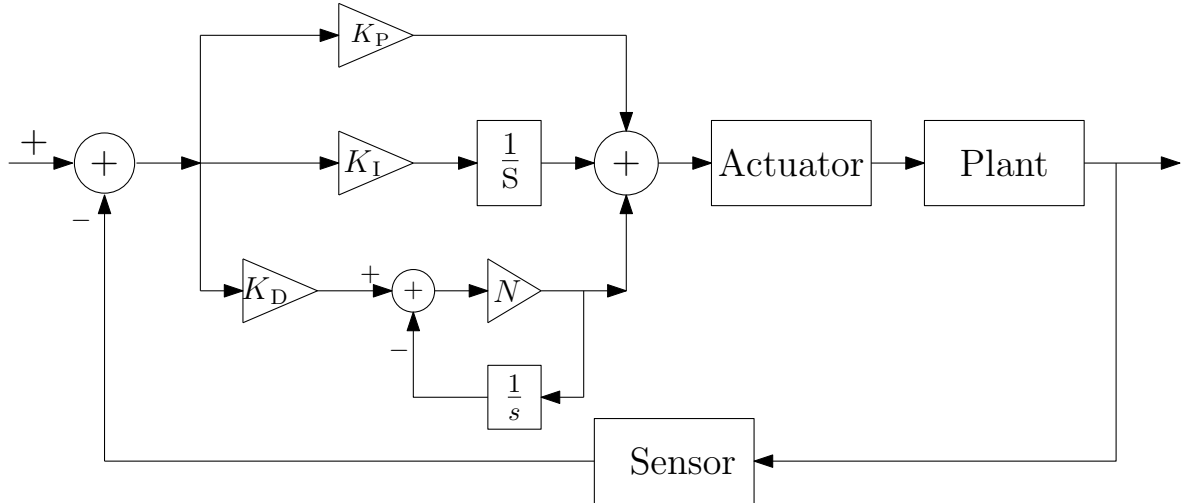 K_P
+
+
K_I
1/S
+
Actuator
Plant
−
K_D
+
+
N
−
1/s
Sensor